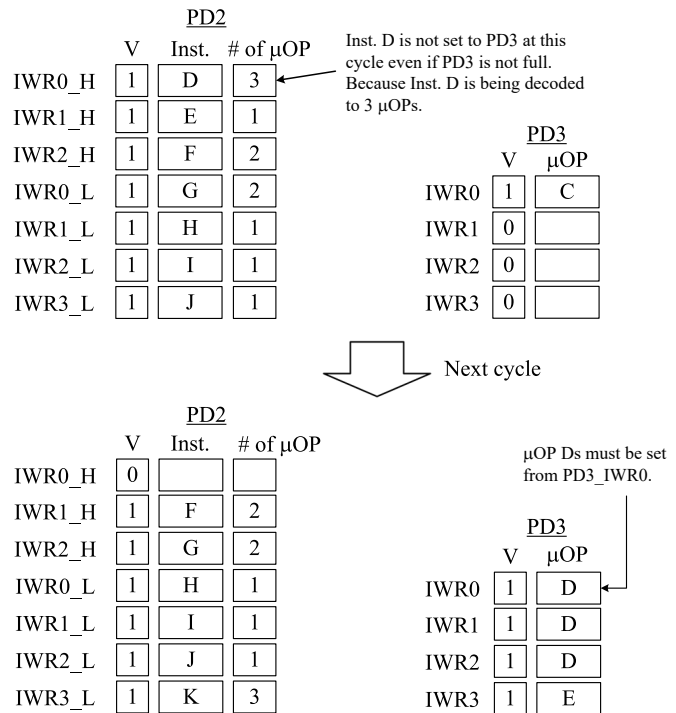 PD2
V Inst. # of μOP
IWR0_H 1 D 3
IWR1_H 1 E 1
IWR2_H 1 F 2
IWR0_L 1 G 2
IWR1_L 1 H 1
IWR2_L 1 I 1
IWR3_L 1 J 1
Inst. D is not set to PD3 at this
cycle even if PD3 is not full.
Because Inst. D is being decoded
to 3 μOPs.
PD3
V μOP
IWR0 1 C
IWR1 0
IWR2 0
IWR3 0
Next cycle
PD2
V Inst. # of μOP
IWR0_H 0
IWR1_H 1 F 2
IWR2_H 1 G 2
IWR0_L 1 H 1
IWR1_L 1 I 1
IWR2_L 1 J 1
IWR3_L 1 K 3
μOP Ds must be set
from PD3_IWR0.
PD3
V μOP
IWR0 1 D
IWR1 1 D
IWR2 1 D
IWR3 1 E